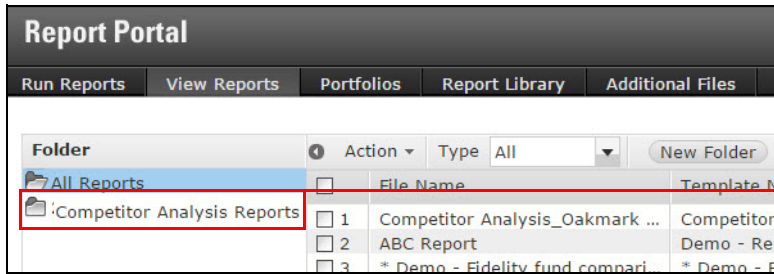 Report Portal
Run Reports View Reports Portfolios Report Library Additional Files
Folder Action Type All New Folder
All Reports File Name Template
Competitor Analysis Reports
1 Competitor Analysis_Oakmark ... Competitor
2 ABC Report Demo - Re
3 * Demo - Fidelity fund compari... * Demo -